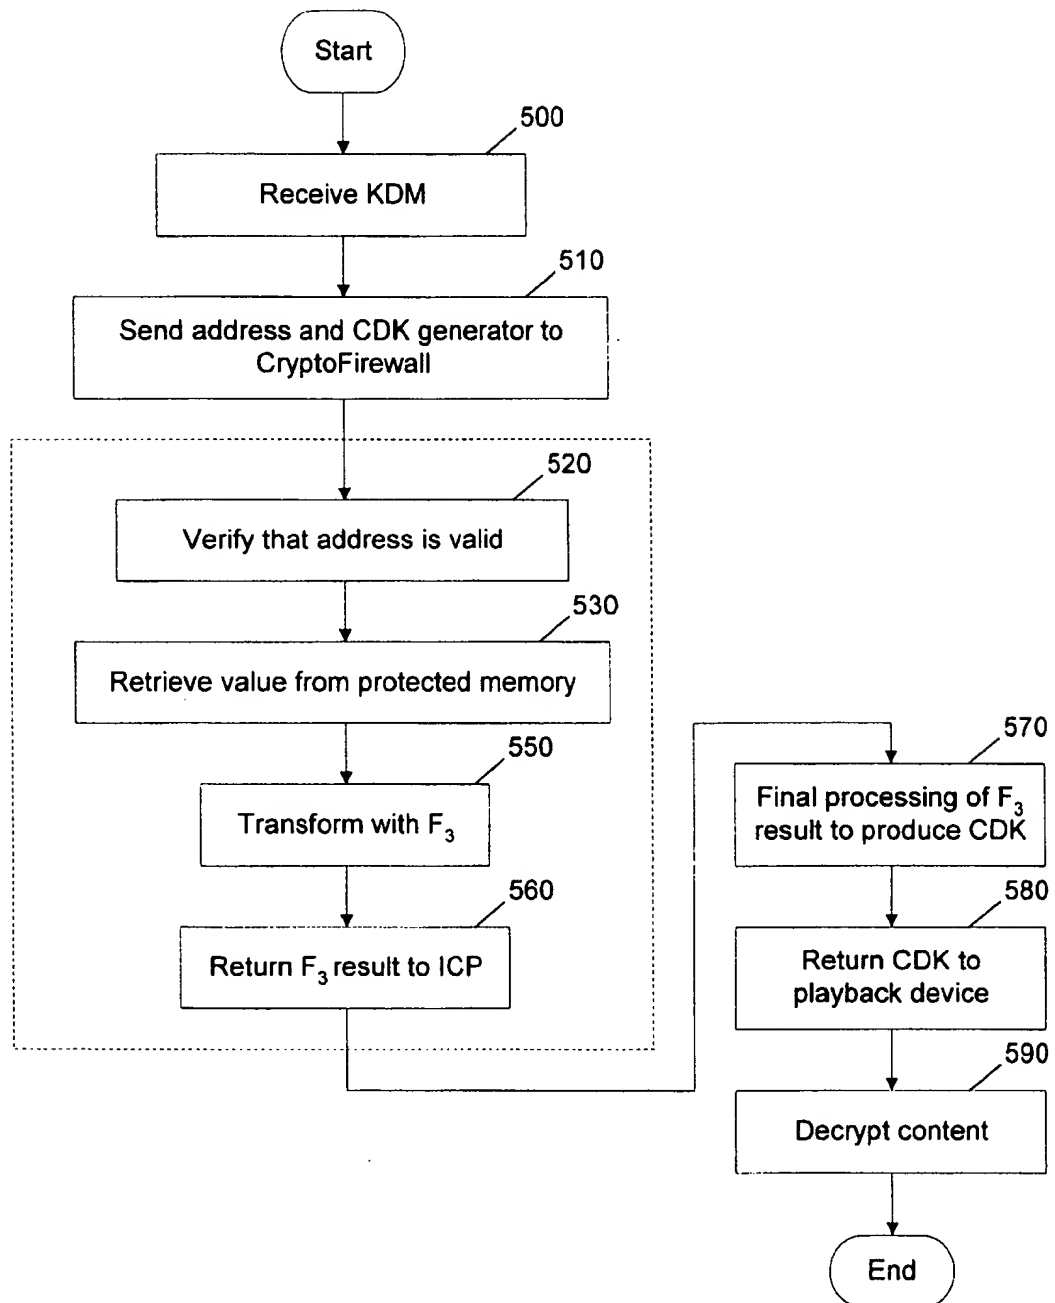 Start
500
Receive KDM
510
Send address and CDK generator to
CryptoFirewall
520
Verify that address is valid
530
Retrieve value from protected memory
550
Transform with F3
560
Return F3 result to ICP
570
Final processing of F3
result to produce CDK
580
Return CDK to
playback device
590
Decrypt content
End